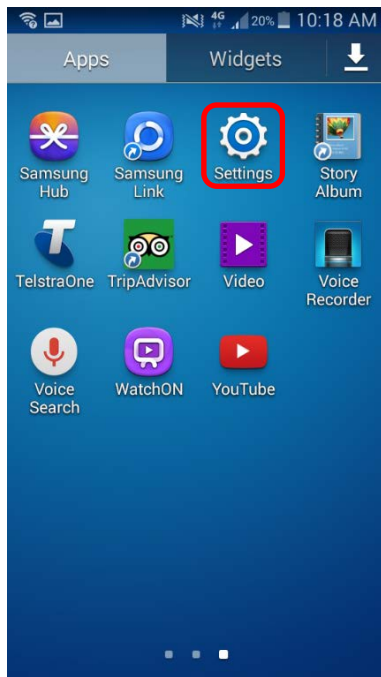 4G 20% 10:18 AM
Apps Widgets
Samsung Hub Samsung Link Settings Story Album
TelstraOne TripAdvisor Video Voice Recorder
Voice Search WatchON YouTube